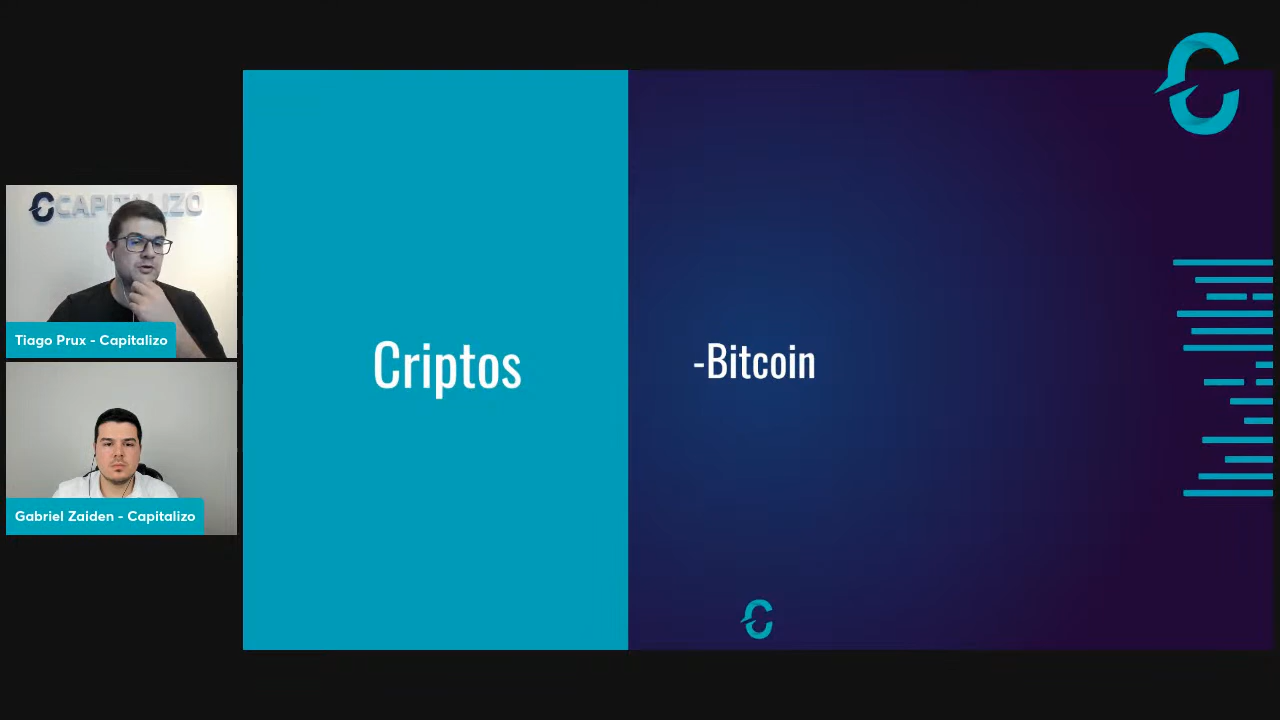 CAPITALIZO
Tiago Prux - Capitalizo
Gabriel Zaiden - Capitalizo
Criptos
-Bitcoin